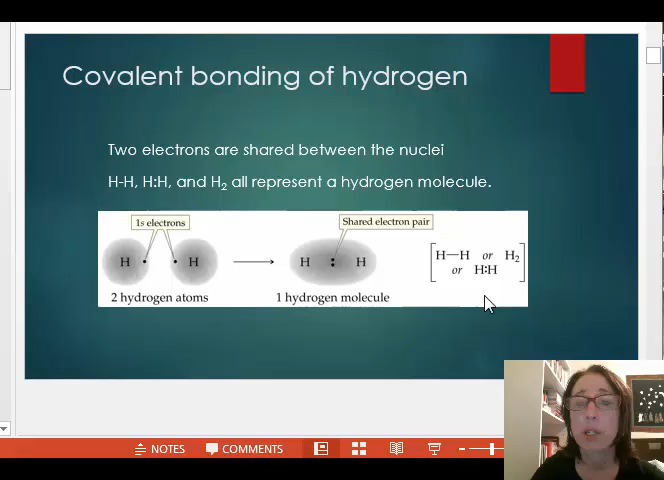 Covalent bonding of hydrogen
Two electrons are shared between the nuclei
H-H, H:H, and H₂ all represent a hydrogen molecule.
1s electrons
Shared electron pair
H • • H
H : H
H—H or H₂
or H:H
2 hydrogen atoms
1 hydrogen molecule
NOTES
COMMENTS